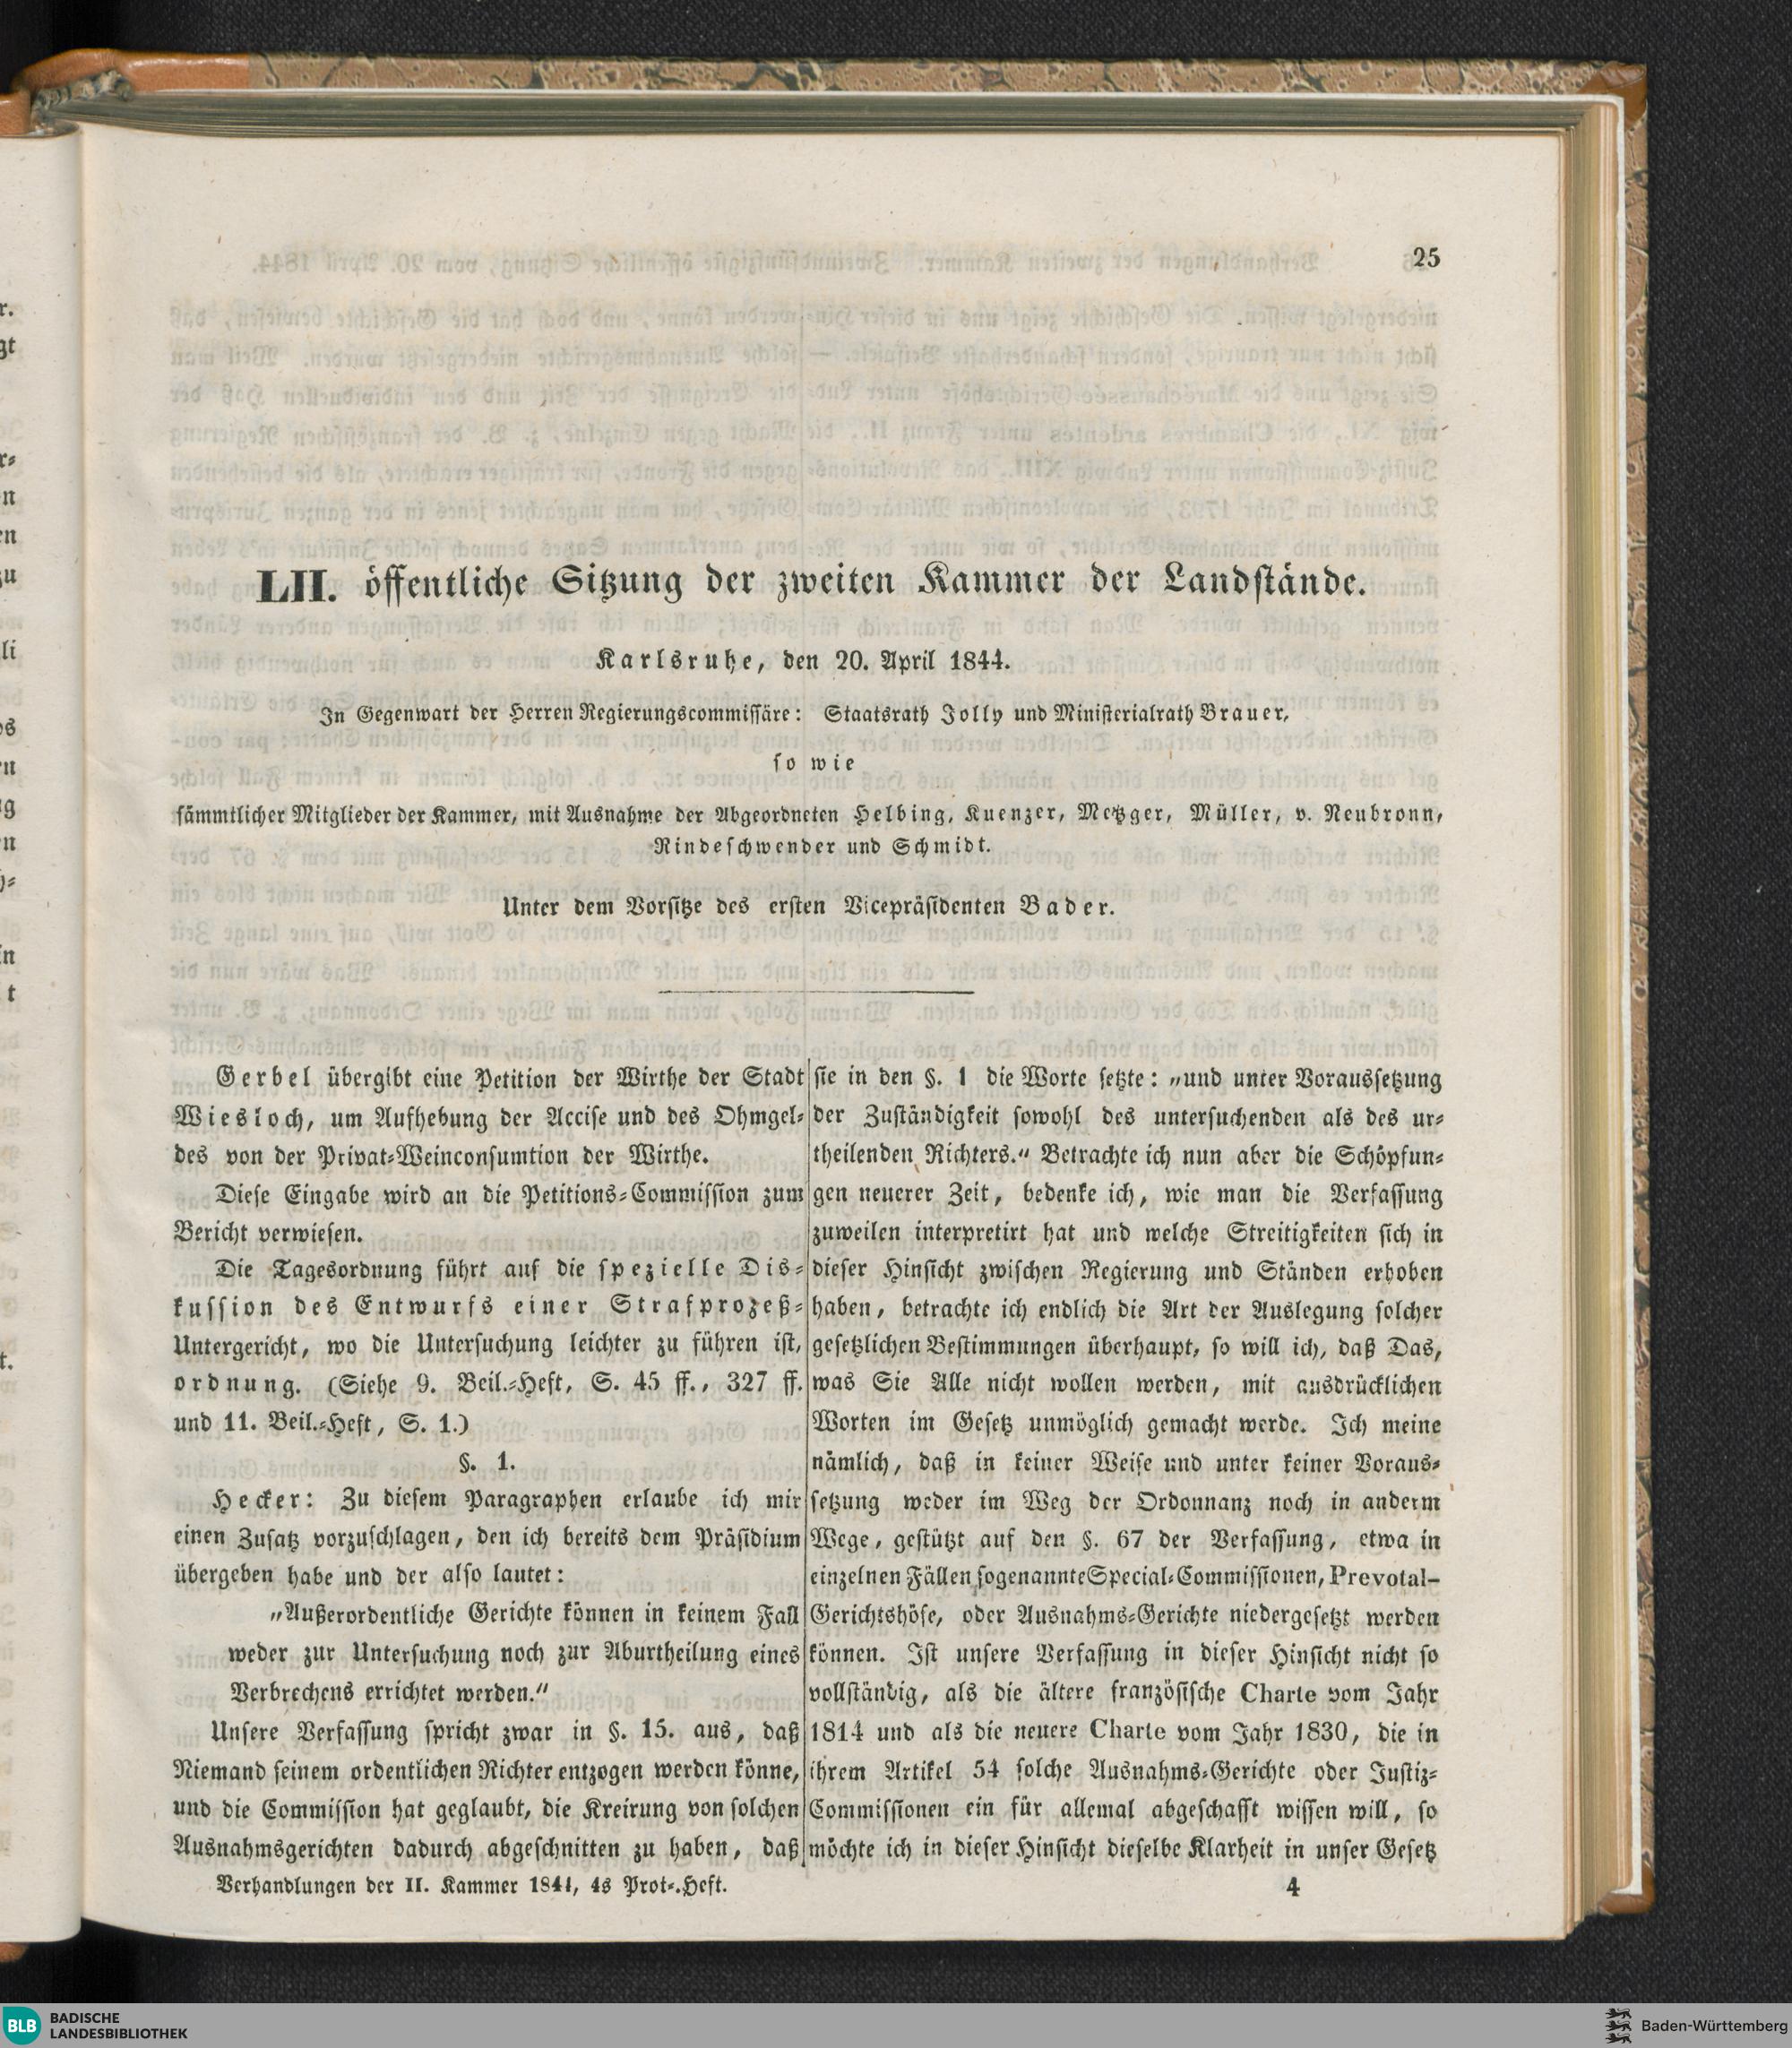 25
LII. öffentliche Sitzung der zweiten Kammer der Landstände.
Karlsruhe, den 20. April 1844.
In Gegenwart der Herren Regierungscommissäre: Staatsrath Jolly und Ministerialrath Brauer,
so wie
sämmtlicher Mitglieder der Kammer, mit Ausnahme der Abgeordneten Helbing, Kuenzer, Metzger, Müller, v. Neubronn,
Rindeschwender und Schmidt.
Unter dem Vorsitze des ersten Vicepräsidenten Bader.
Gerbel übergibt eine Petition der Wirthe der Stadt
Wiesloch, um Aufhebung der Accise und des Ohmgel-
des von der Privat-Weinconsumtion der Wirthe.
Diese Eingabe wird an die Petitions-Commission zum
Bericht verwiesen.
Die Tagesordnung führt auf die spezielle Dis-
kussion des Entwurfs einer Strafprozeß-
Untergericht, wo die Untersuchung leichter zu führen ist,
ordnung. (Siehe 9. Beil.-Heft, S. 45 ff., 327 ff.
und 11. Beil.-Heft, S. 1.)
§. 1.
Hecker: Zu diesem Paragraphen erlaube ich mir
einen Zusatz vorzuschlagen, den ich bereits dem Präsidium
übergeben habe und der also lautet:
„Außerordentliche Gerichte können in keinem Fall
weder zur Untersuchung noch zur Aburtheilung eines
Verbrechens errichtet werden.“
Unsere Verfassung spricht zwar in §. 15. aus, daß
Niemand seinem ordentlichen Richter entzogen werden könne,
und die Commission hat geglaubt, die Kreirung von solchen
Ausnahmsgerichten dadurch abgeschnitten zu haben, daß
sie in den §. 1 die Worte setzte: „und unter Voraussetzung
der Zuständigkeit sowohl des untersuchenden als des ur-
theilenden Richters.“ Betrachte ich nun aber die Schöpfun-
gen neuerer Zeit, bedenke ich, wie man die Verfassung
zuweilen interpretirt hat und welche Streitigkeiten sich in
dieser Hinsicht zwischen Regierung und Ständen erhoben
haben, betrachte ich endlich die Art der Auslegung solcher
gesetzlichen Bestimmungen überhaupt, so will ich, daß Das,
was Sie Alle nicht wollen werden, mit ausdrücklichen
Worten im Gesetz unmöglich gemacht werde. Ich meine
nämlich, daß in keiner Weise und unter keiner Voraus-
setzung weder im Weg der Ordonnanz noch in anderm
Wege, gestützt auf den §. 67 der Verfassung, etwa in
einzelnen Fällen sogenannte Special-Commissionen, Prevotal-
Gerichtshöfe, oder Ausnahms-Gerichte niedergesetzt werden
können. Ist unsere Verfassung in dieser Hinsicht nicht so
vollständig, als die ältere französische Charte vom Jahr
1814 und als die neuere Charte vom Jahr 1830, die in
ihrem Artikel 54 solche Ausnahms-Gerichte oder Justiz-
Commissionen ein für allemal abgeschafft wissen will, so
möchte ich in dieser Hinsicht dieselbe Klarheit in unser Gesetz
Verhandlungen der II. Kammer 1844, 4s Prot-.Heft.
4
BLB BADISCHE
LANDESBIBLIOTHEK
Baden-Württemberg